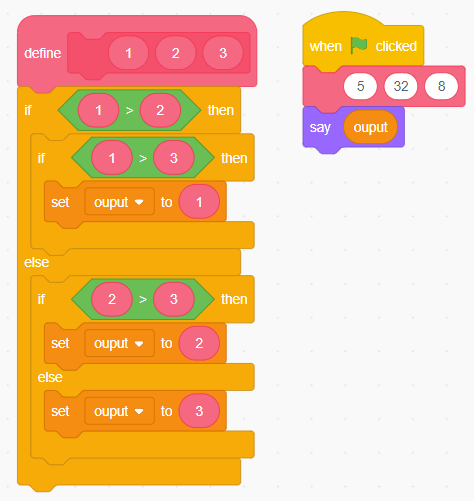 define 1 2 3
if 1 > 2 then
if 1 > 3 then
set ouput to 1
else
if 2 > 3 then
set ouput to 2
else
set ouput to 3
when clicked
5 32 8
say ouput